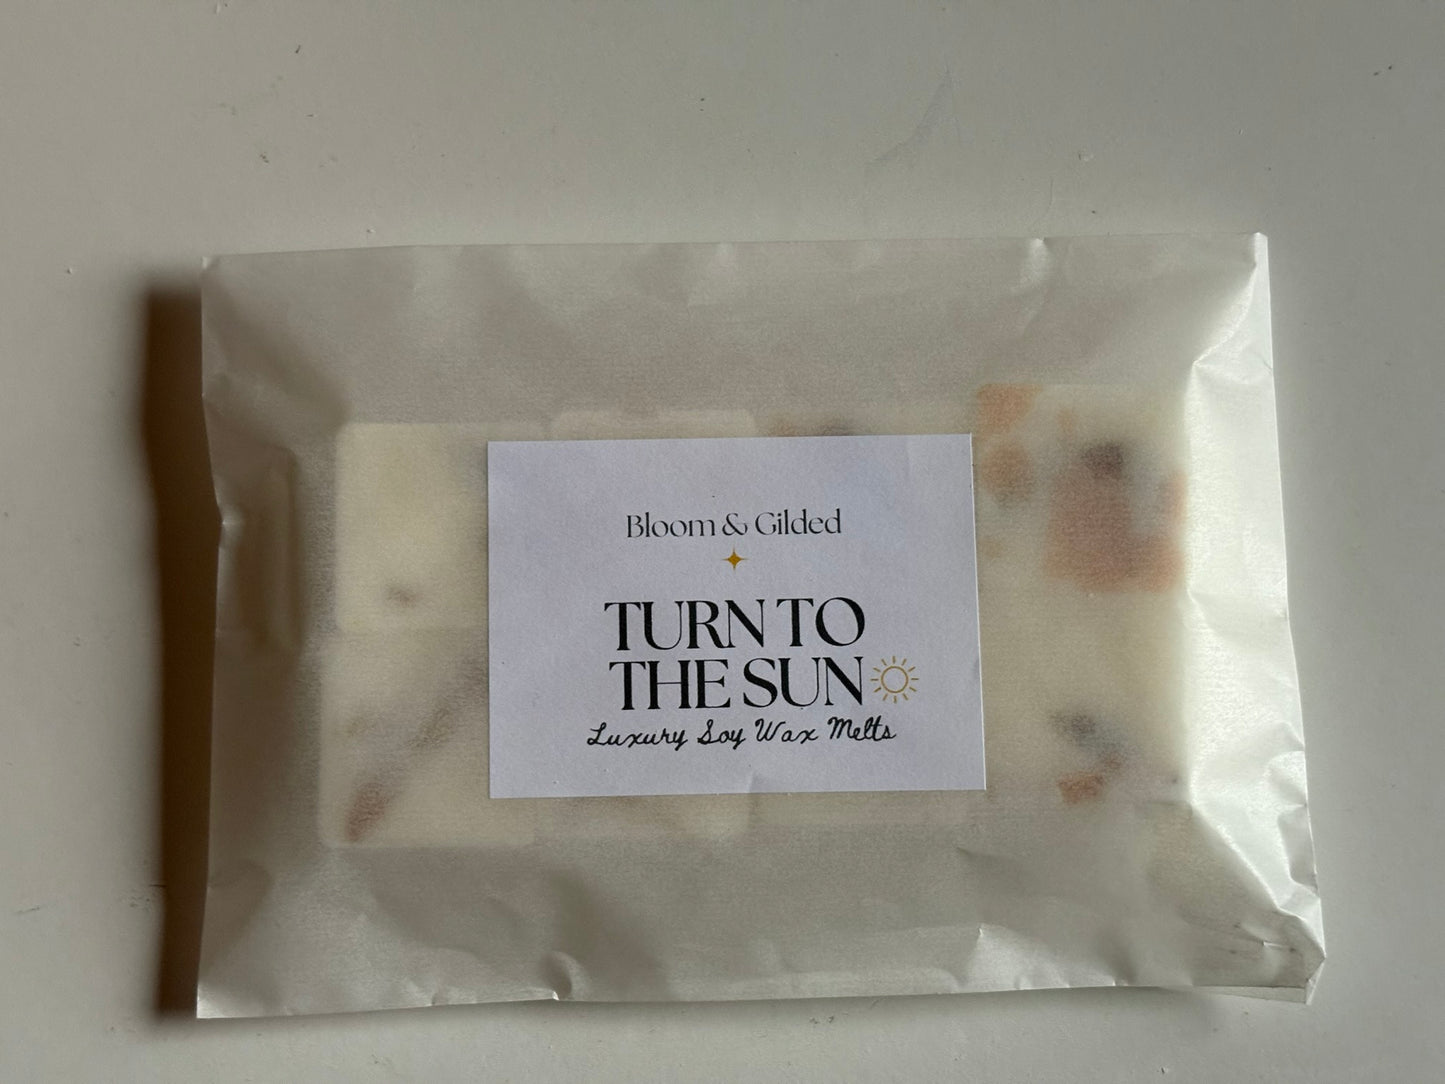 Bloom & Gilded
TURN TO
THE SUN
Luxury Soy Wax Melts